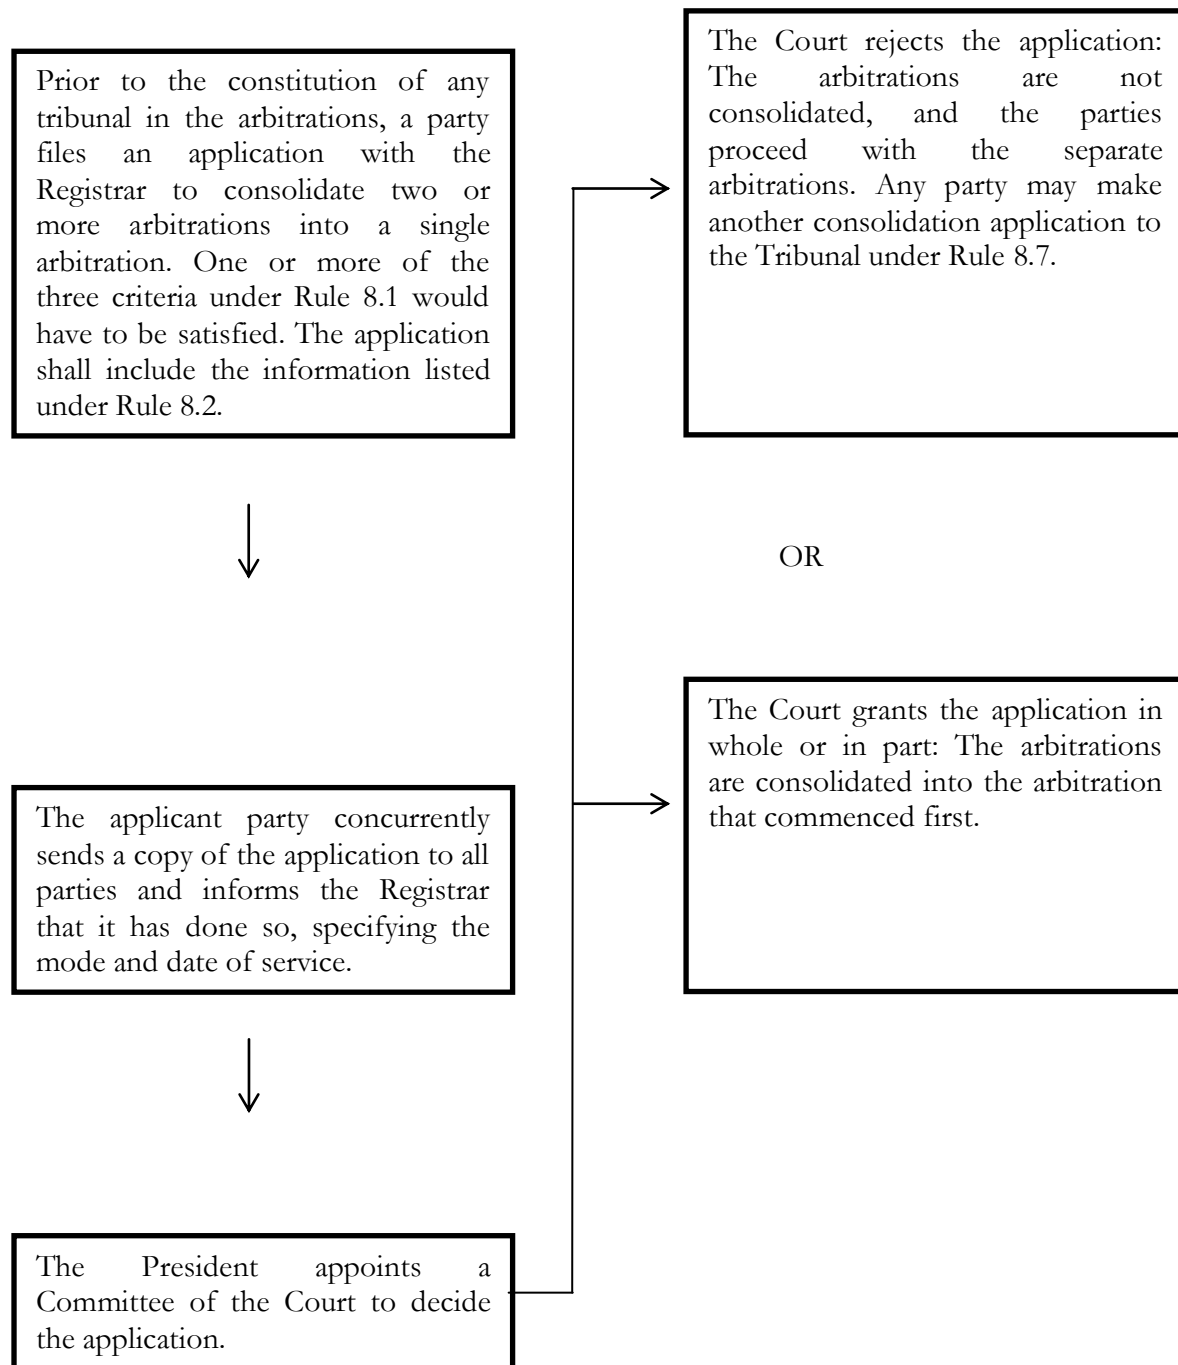 Prior to the constitution of any
tribunal in the arbitrations, a party
files an application with the
Registrar to consolidate two or
more arbitrations into a single
arbitration. One or more of the
three criteria under Rule 8.1 would
have to be satisfied. The application
shall include the information listed
under Rule 8.2.
The applicant party concurrently
sends a copy of the application to all
parties and informs the Registrar
that it has done so, specifying the
mode and date of service.
The President appoints a
Committee of the Court to decide
the application.
The Court rejects the application:
The arbitrations are not
consolidated, and the parties
proceed with the separate
arbitrations. Any party may make
another consolidation application to
the Tribunal under Rule 8.7.
OR
The Court grants the application in
whole or in part: The arbitrations
are consolidated into the arbitration
that commenced first.